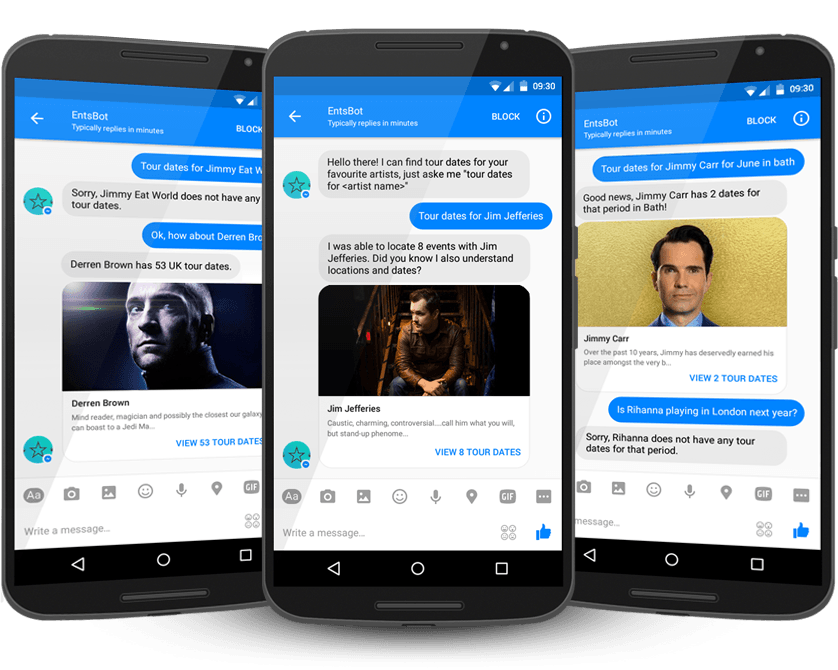 EntsBot
Typically replies in minutes
BLOCK
Tour dates for Jimmy Eat W
Sorry, Jimmy Eat World does not have any
tour dates.
Ok, how about Derren Bro
Derren Brown has 53 UK tour dates.
Derren Brown
Mind reader, magician and possibly the closest our galaxy
can boast to a Jedi Ma...
VIEW 53 TOUR DATES
Aa
GIF
Write a message...
09:30
EntsBot
Typically replies in minutes
BLOCK
Hello there! I can find tour dates for your
favourite artists, just aske me "tour dates
for <artist name>"
Tour dates for Jim Jefferies
I was able to locate 8 events with Jim
Jefferies. Did you know I also understand
locations and dates?
Jim Jefferies
Caustic, charming, controversial....call him what you will,
but stand-up phenome...
VIEW 8 TOUR DATES
Aa
GIF
Write a message...
09:30
EntsBot
Typically replies in minutes
BLOCK
Tour dates for Jimmy Carr for June in bath
Good news, Jimmy Carr has 2 dates for
that period in Bath!
Jimmy Carr
Over the past 10 years, Jimmy has deservedly earned his
place amongst the very b...
VIEW 2 TOUR DATES
Is Rihanna playing in London next year?
Sorry, Rihanna does not have any tour
dates for that period.
GIF
message...